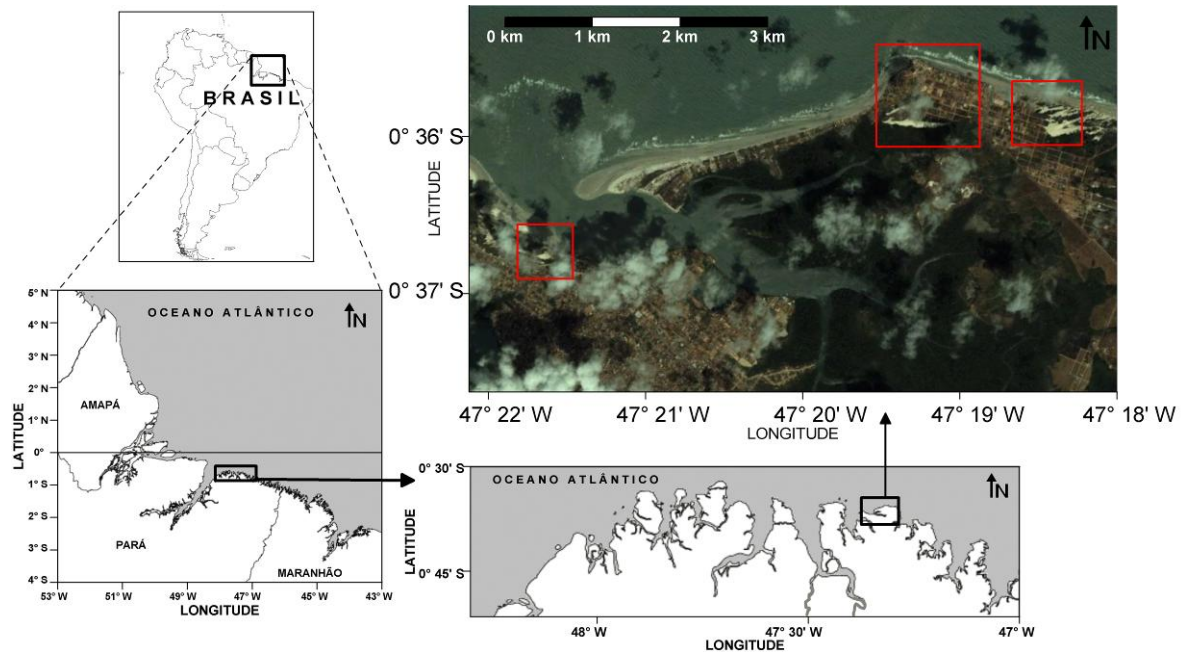 BRASIL
0 km 1 km 2 km 3 km
N
0° 36' S
LATITUDE
0° 37' S
47° 22' W 47° 21' W 47° 20' W 47° 19' W 47° 18' W
LONGITUDE
OCEANO ATLÂNTICO
N
5° N
4° N
3° N
2° N
1° N
0°
1° S
2° S
3° S
4° S
LATITUDE
AMAPÁ
PARÁ
MARANHÃO
53° W 51° W 49° W 47° W 45° W 43° W
LONGITUDE
OCEANO ATLÂNTICO
N
0° 30' S
LATITUDE
0° 45' S
48° W 47° 30' W 47° W
LONGITUDE